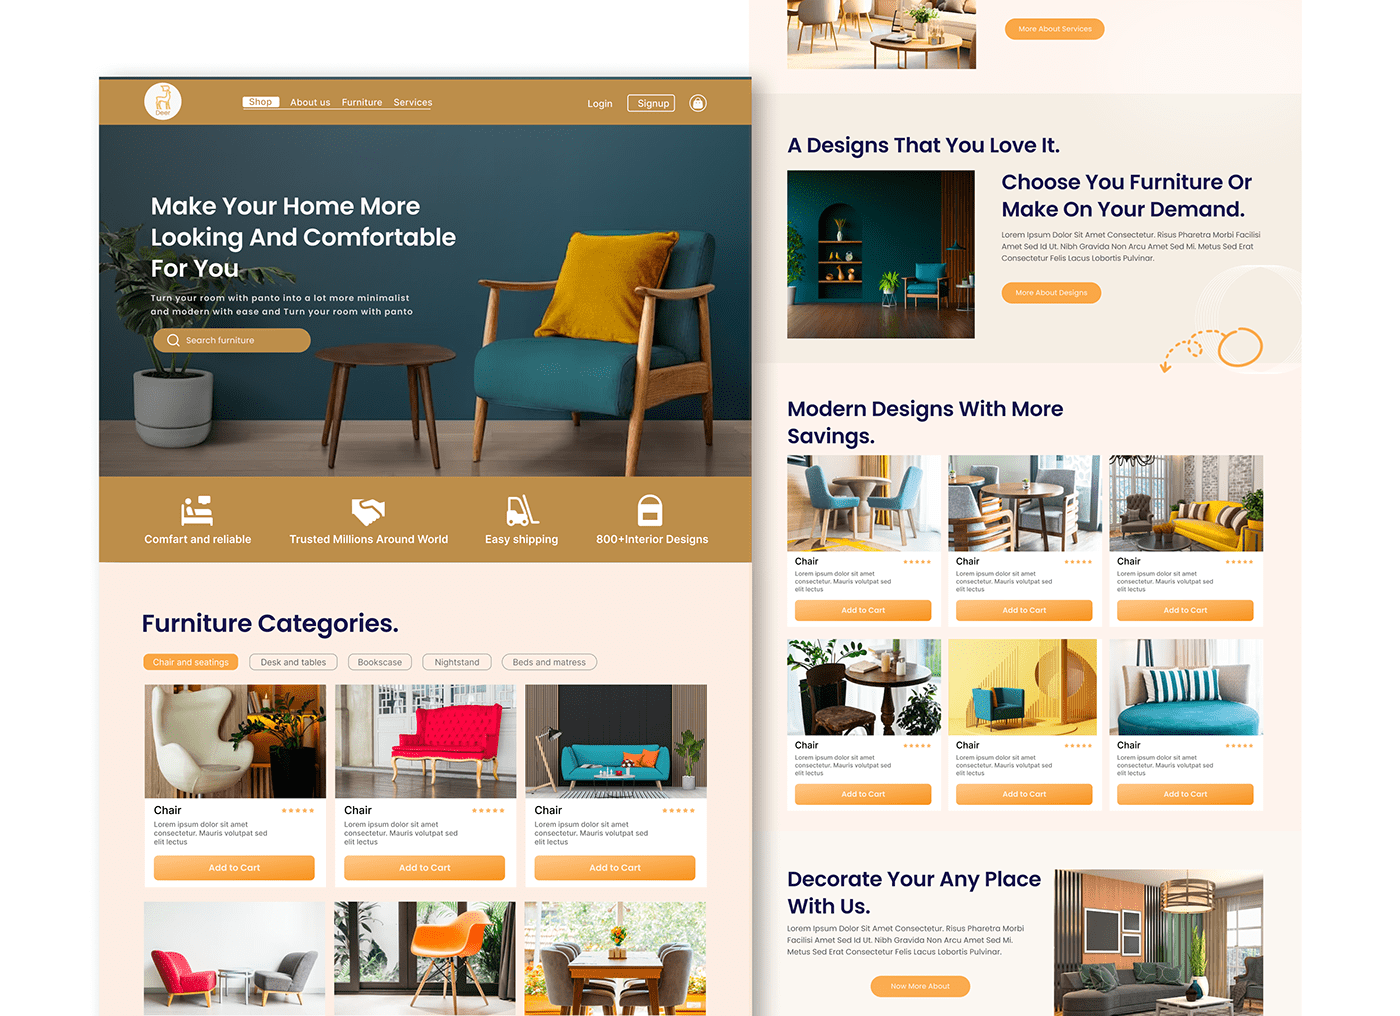 Deer
Shop
About us
Furniture
Services
Login
Signup
Make Your Home More
Looking And Comfortable
For You
Turn your room with panto into a lot more minimalist
and modern with ease and Turn your room with panto
Search furniture
Comfart and reliable
Trusted Millions Around World
Easy shipping
800+Interior Designs
Furniture Categories.
Chair and seatings
Desk and tables
Bookscase
Nightstand
Beds and matress
Chair
Lorem ipsum dolor sit amet
consectetur. Mauris volutpat sed
elit lectus
Add to Cart
Chair
Lorem ipsum dolor sit amet
consectetur. Mauris volutpat sed
elit lectus
Add to Cart
Chair
Lorem ipsum dolor sit amet
consectetur. Mauris volutpat sed
elit lectus
Add to Cart
More About Services
A Designs That You Love It.
Choose You Furniture Or
Make On Your Demand.
Lorem Ipsum Dolor Sit Amet Consectetur. Risus Pharetra Morbi Facilisi
Amet Sed Id Ut. Nibh Gravida Non Arcu Amet Sed Mi. Metus Sed Erat
Consectetur Felis Lacus Lobortis Pulvinar.
More About Designs
Modern Designs With More
Savings.
Chair
Lorem ipsum dolor sit amet
consectetur. Mauris volutpat sed
elit lectus
Add to Cart
Chair
Lorem ipsum dolor sit amet
consectetur. Mauris volutpat sed
elit lectus
Add to Cart
Chair
Lorem ipsum dolor sit amet
consectetur. Mauris volutpat sed
elit lectus
Add to Cart
Chair
Lorem ipsum dolor sit amet
consectetur. Mauris volutpat sed
elit lectus
Add to Cart
Chair
Lorem ipsum dolor sit amet
consectetur. Mauris volutpat sed
elit lectus
Add to Cart
Chair
Lorem ipsum dolor sit amet
consectetur. Mauris volutpat sed
elit lectus
Add to Cart
Decorate Your Any Place
With Us.
Lorem Ipsum Dolor Sit Amet Consectetur. Risus Pharetra Morbi
Facilisi Amet Sed Id Ut. Nibh Gravida Non Arcu Amet Sed Mi.
Metus Sed Erat Consectetur Felis Lacus Lobortis Pulvinar.
Now More About